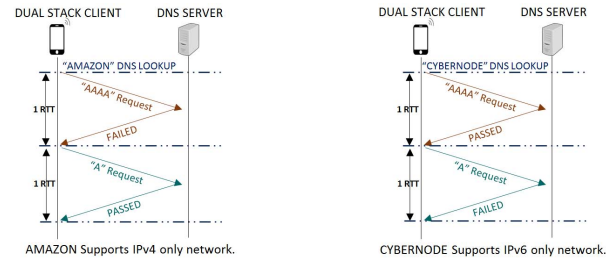 DUAL STACK CLIENT
DNS SERVER
"AMAZON" DNS LOOKUP
"AAAA" Request
1 RTT
FAILED
"A" Request
1 RTT
PASSED
AMAZON Supports IPv4 only network.
DUAL STACK CLIENT
DNS SERVER
"CYBERNODE" DNS LOOKUP
"AAAA" Request
1 RTT
PASSED
"A" Request
1 RTT
FAILED
CYBERNODE Supports IPv6 only network.